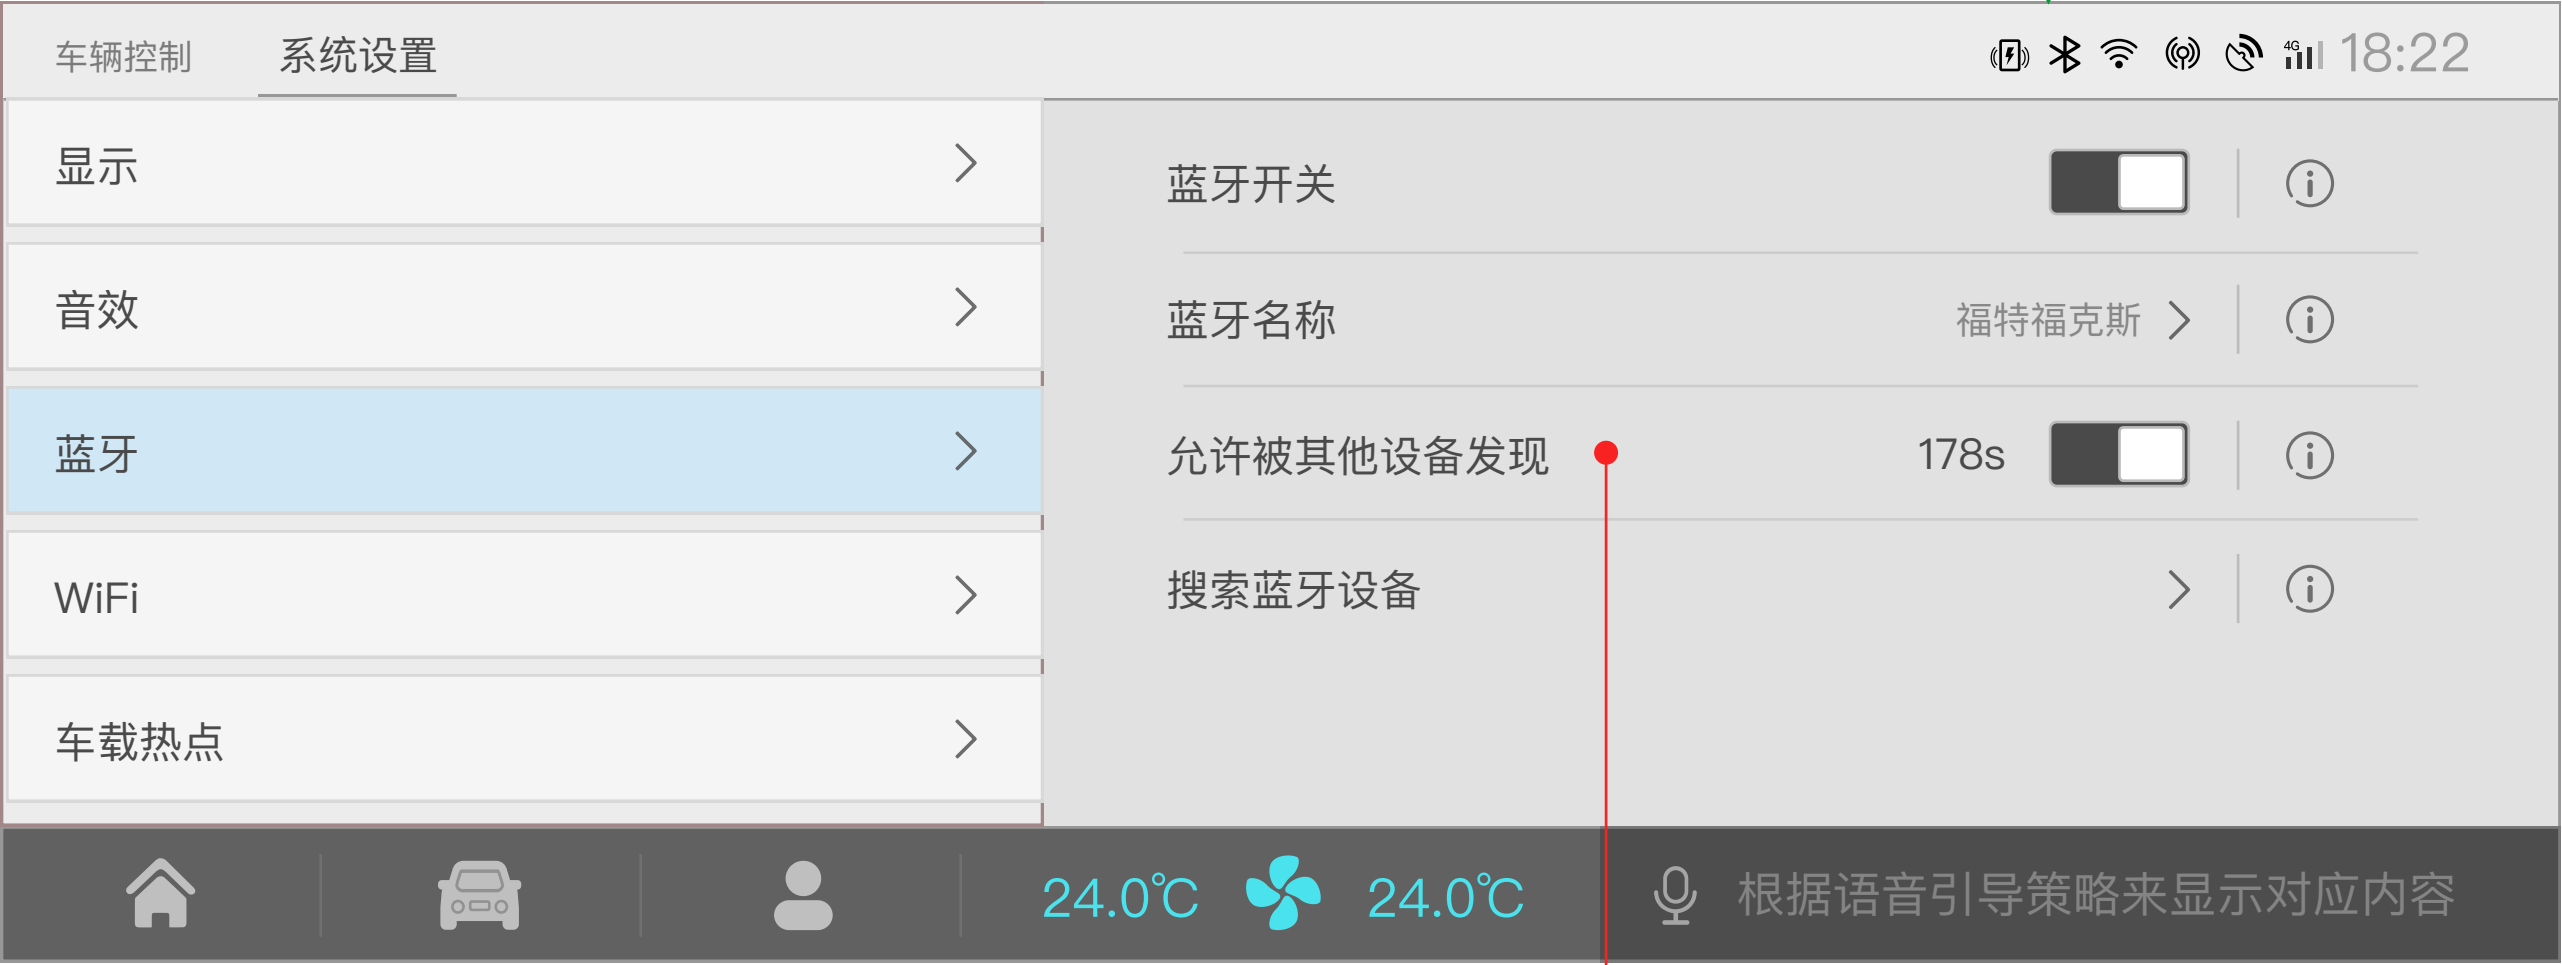 车辆控制 系统设置 4G 18:22
显示
音效
蓝牙
WiFi
车载热点
蓝牙开关
蓝牙名称 福特福克斯
允许被其他设备发现 178s
搜索蓝牙设备
24.0℃ 24.0℃ 根据语音引导策略来显示对应内容